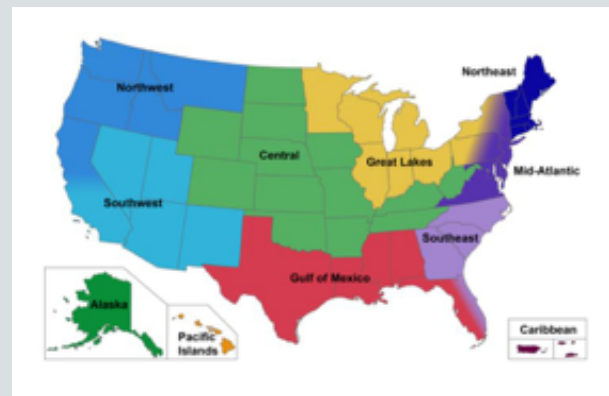 Northeast
Northwest
Central
Great Lakes
Mid-Atlantic
Southwest
Southeast
Gulf of Mexico
Alaska
Pacific
Islands
Caribbean